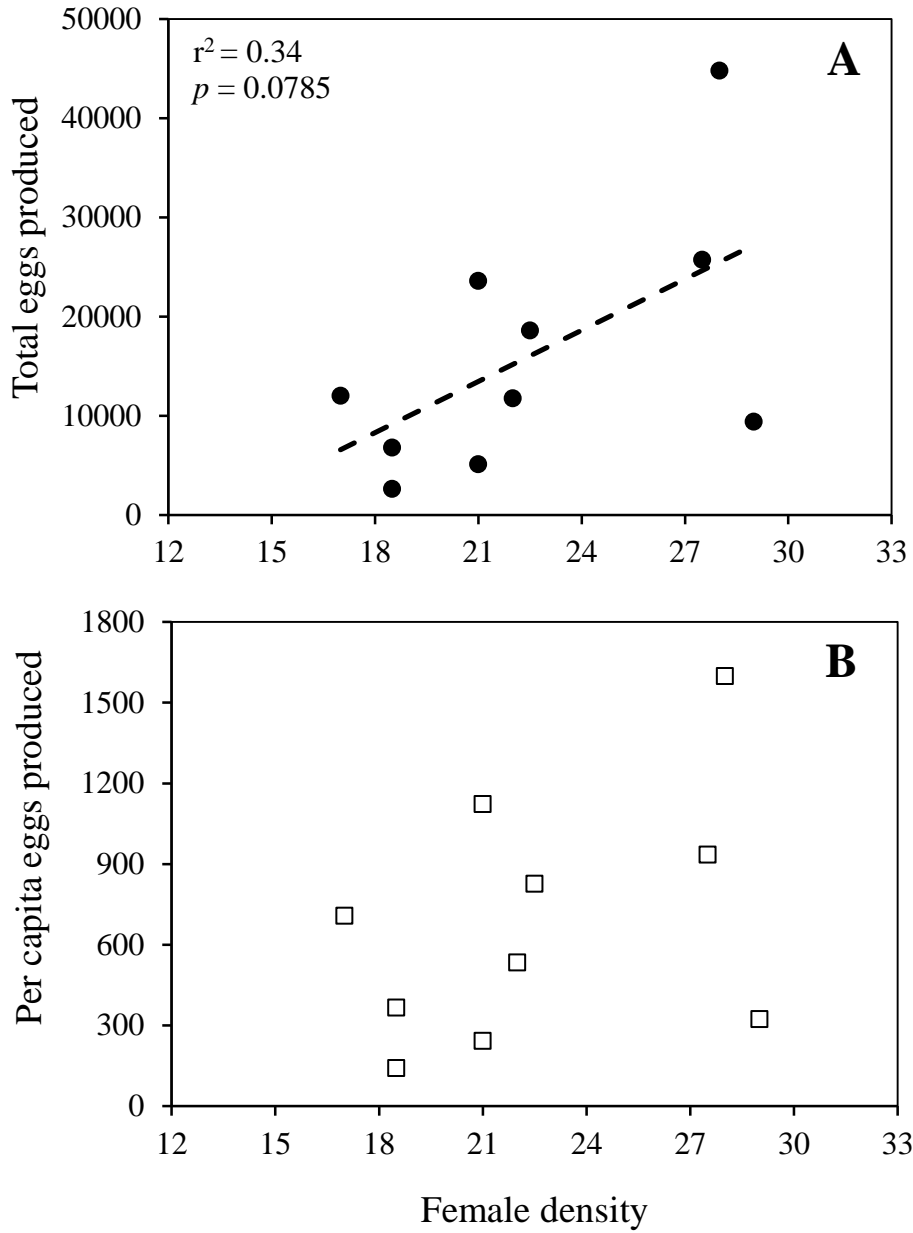 50000
r² = 0.34
A
p = 0.0785
40000
30000
20000
10000
0
Total eggs produced
12 15 18 21 24 27 30 33
1800
B
1500
1200
900
600
300
0
Per capita eggs produced
12 15 18 21 24 27 30 33
Female density